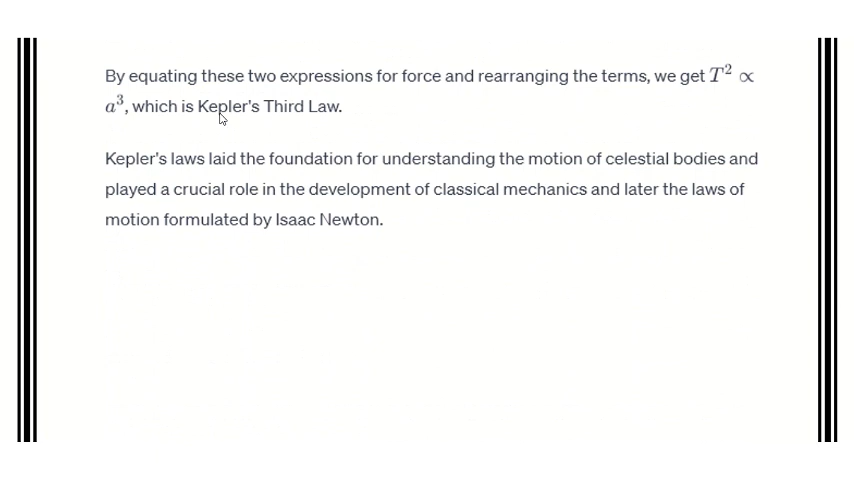 By equating these two expressions for force and rearranging the terms, we get T² ∝
a³, which is Kepler's Third Law.
Kepler's laws laid the foundation for understanding the motion of celestial bodies and
played a crucial role in the development of classical mechanics and later the laws of
motion formulated by Isaac Newton.